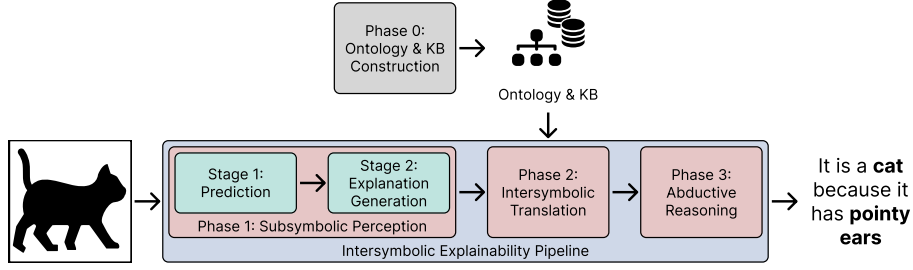 Phase 0:
Ontology & KB
Construction
Ontology & KB
Stage 1:
Prediction
Stage 2:
Explanation
Generation
Phase 1: Subsymbolic Perception
Phase 2:
Intersymbolic
Translation
Phase 3:
Abductive
Reasoning
Intersymbolic Explainability Pipeline
It is a cat
because it
has pointy
ears